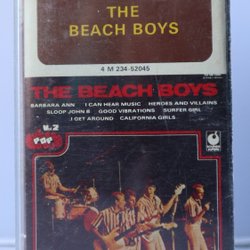 THE
BEACH BOYS
4 M 234-52045
THE BEACH BOYS
BARBARA ANN I CAN HEAR MUSIC HEROES AND VILLAINS
SLOOP JOHN B GOOD VIBRATIONS SURFER GIRL
I GET AROUND CALIFORNIA GIRLS
V.2
POP